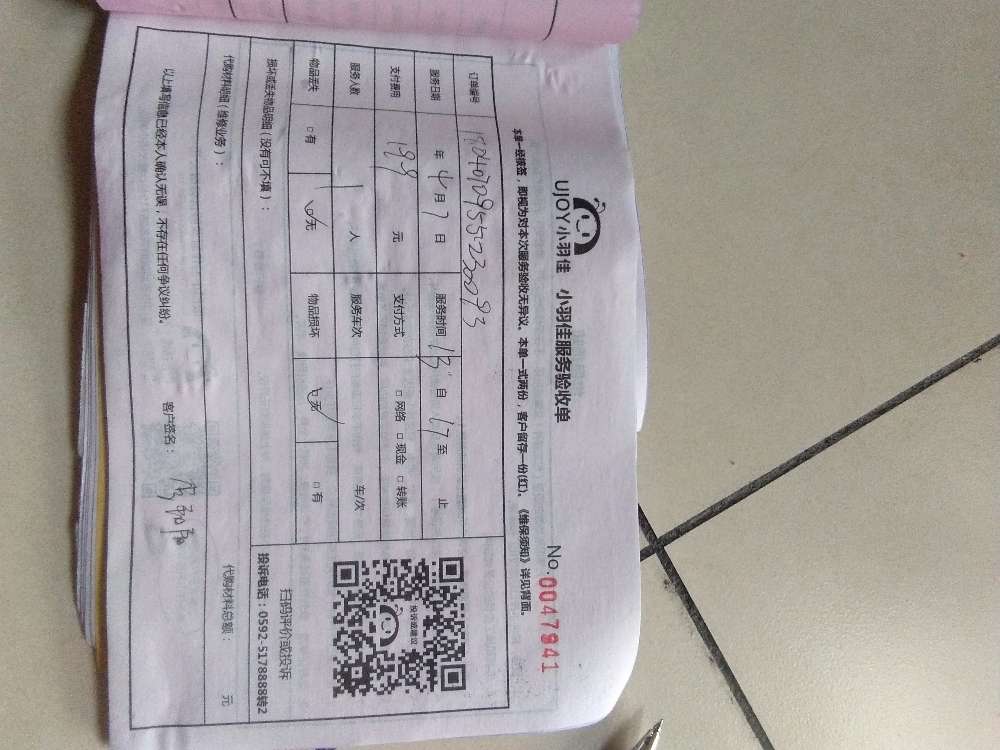 UJOY小羽佳 小羽佳服务验收单
No.0047941
本单一经核签，即视为对本次服务验收无异议。本单一式两份，客户留存一份(红)。《维保须知》详见背面。
订单编号
服务日期 年 4 月 7 日 服务时间 13 自 17 至 止
支付费用 199 元 支付方式 □网络 □现金 □转账
服务人数 1 人 服务车次 车/次
物品丢失 □有 ☑无 物品损坏 ☑无 □有
损坏或丢失物品明细（没有可不填）：
投诉或建议
扫码评价或投诉
投诉电话：0592-5178888转2
代购材料明细（维修业务）： 代购材料总额： 元
以上填写信息已经本人确认无误，不存在任何争议纠纷。 客户签名：